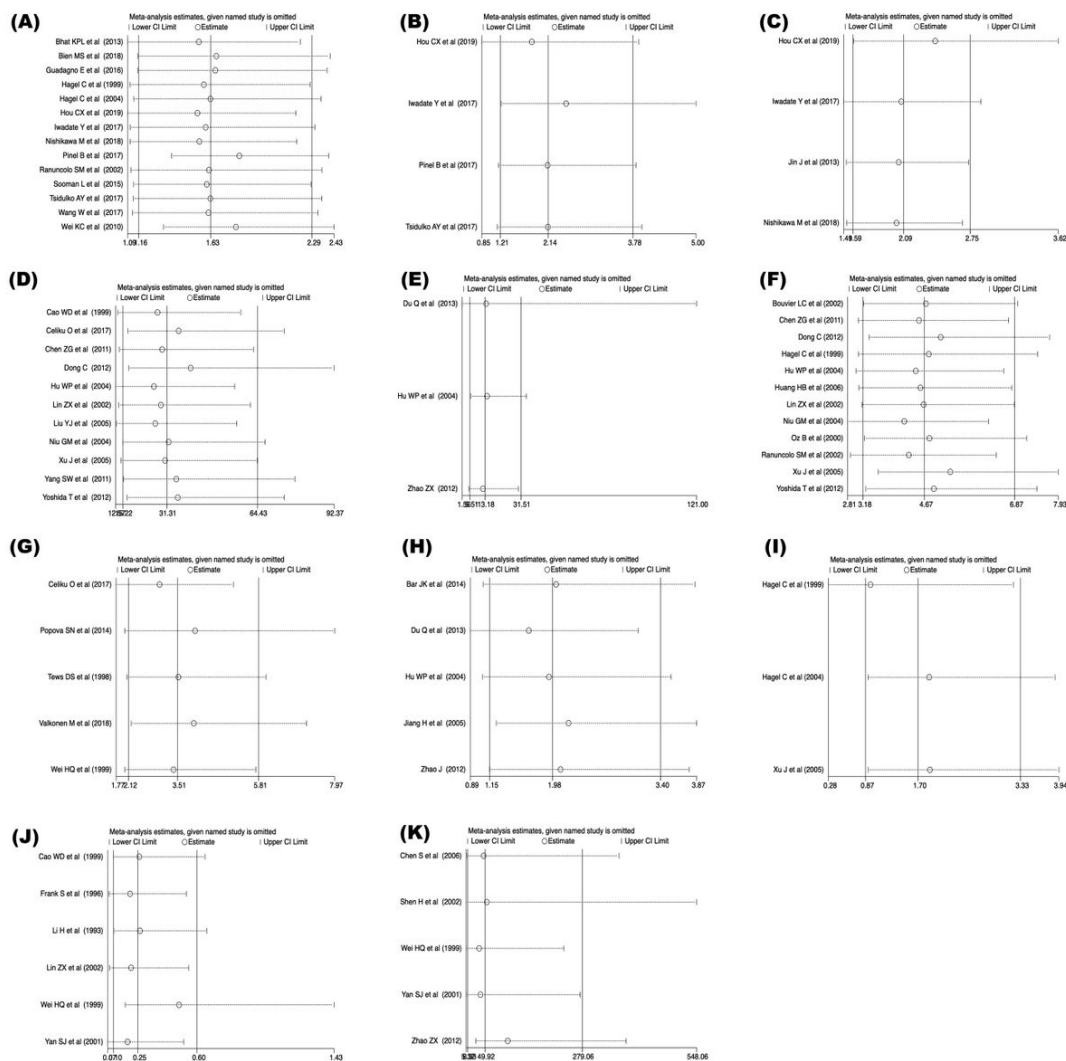 (A)
Meta-analysis estimates, given named study is omitted
Lower CI Limit Estimate Upper CI Limit
Bhat KPL et al (2013)
Bien MS et al (2018)
Guadagno E et al (2016)
Hagel C et al (1999)
Hagel C et al (2004)
Hou CX et al (2019)
Iwadate Y et al (2017)
Nishikawa M et al (2018)
Pinel B et al (2017)
Ranuncolo SM et al (2002)
Sooman L et al (2015)
Tsidulko AY et al (2017)
Wang W et al (2017)
Wei KC et al (2010)
1.63 2.29 2.43
(B)
Meta-analysis estimates, given named study is omitted
Lower CI Limit Estimate Upper CI Limit
Hou CX et al (2019)
Iwadate Y et al (2017)
Pinel B et al (2017)
Tsidulko AY et al (2017)
0.85 1.21 2.14 3.78 5.00
(C)
Meta-analysis estimates, given named study is omitted
Lower CI Limit Estimate Upper CI Limit
Hou CX et al (2019)
Iwadate Y et al (2017)
Jin J et al (2013)
Nishikawa M et al (2018)
2.09 2.75 3.62
(D)
Meta-analysis estimates, given named study is omitted
Lower CI Limit Estimate Upper CI Limit
Cao WD et al (1999)
Celiku O et al (2017)
Chen ZG et al (2011)
Dong C (2012)
Hu WP et al (2004)
Lin ZX et al (2002)
Liu YJ et al (2005)
Niu GM et al (2004)
Xu J et al (2005)
Yang SW et al (2011)
Yoshida T et al (2012)
31.31 64.43 92.37
(E)
Meta-analysis estimates, given named study is omitted
Lower CI Limit Estimate Upper CI Limit
Du Q et al (2013)
Hu WP et al (2004)
Zhao ZX (2012)
31.51 121.00
(F)
Meta-analysis estimates, given named study is omitted
Lower CI Limit Estimate Upper CI Limit
Bouvier LC et al (2002)
Chen ZG et al (2011)
Dong C (2012)
Hagel C et al (1999)
Hu WP et al (2004)
Huang HB et al (2006)
Lin ZX et al (2002)
Niu GM et al (2004)
Oz B et al (2000)
Ranuncolo SM et al (2002)
Xu J et al (2005)
Yoshida T et al (2012)
2.81 3.18 4.67 6.87 7.93
(G)
Meta-analysis estimates, given named study is omitted
Lower CI Limit Estimate Upper CI Limit
Celiku O et al (2017)
Popova SN et al (2014)
Tews DS et al (1998)
Valkonen M et al (2018)
Wei HQ et al (1999)
1.77 2.12 3.51 5.81 7.97
(H)
Meta-analysis estimates, given named study is omitted
Lower CI Limit Estimate Upper CI Limit
Bar JK et al (2014)
Du Q et al (2013)
Hu WP et al (2004)
Jiang H et al (2005)
Zhao J (2012)
0.89 1.15 1.98 3.40 3.87
(I)
Meta-analysis estimates, given named study is omitted
Lower CI Limit Estimate Upper CI Limit
Hagel C et al (1999)
Hagel C et al (2004)
Xu J et al (2005)
0.28 0.87 1.70 3.33 3.94
(J)
Meta-analysis estimates, given named study is omitted
Lower CI Limit Estimate Upper CI Limit
Cao WD et al (1999)
Frank S et al (1996)
Li H et al (1993)
Lin ZX et al (2002)
Wei HQ et al (1999)
Yan SJ et al (2001)
0.25 0.60 1.43
(K)
Meta-analysis estimates, given named study is omitted
Lower CI Limit Estimate Upper CI Limit
Chen S et al (2006)
Shen H et al (2002)
Wei HQ et al (1999)
Yan SJ et al (2001)
Zhao ZX (2012)
49.92 279.06 548.06